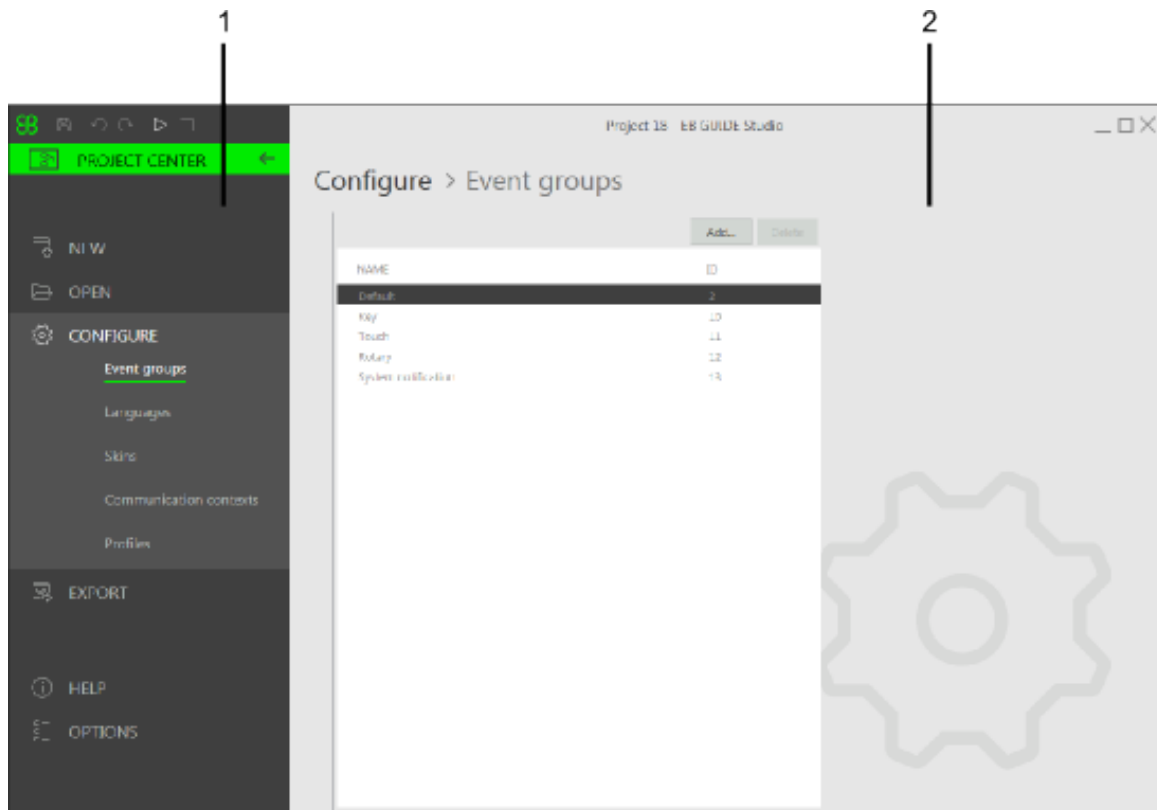 1
2
Project 18 EB GUIDE Studio
PROJECT CENTER
Configure > Event groups
NEW
OPEN
CONFIGURE
Event groups
Languages
Skins
Communication contexts
Profiles
EXPORT
HELP
OPTIONS
Add... Delete
NAME ID
Default 2
Key 10
Touch 11
Rotary 12
System notification 13